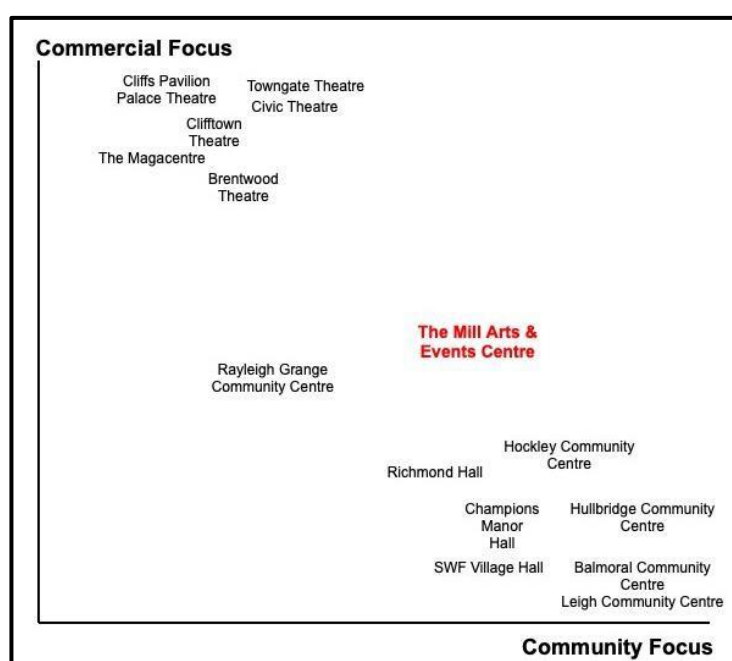 Commercial Focus
Cliffs Pavilion
Palace Theatre
Towngate Theatre
Civic Theatre
Clifftown
Theatre
The Magacentre
Brentwood
Theatre
The Mill Arts &
Events Centre
Rayleigh Grange
Community Centre
Hockley Community
Centre
Richmond Hall
Champions
Manor
Hall
Hullbridge Community
Centre
SWF Village Hall
Balmoral Community
Centre
Leigh Community Centre
Community Focus